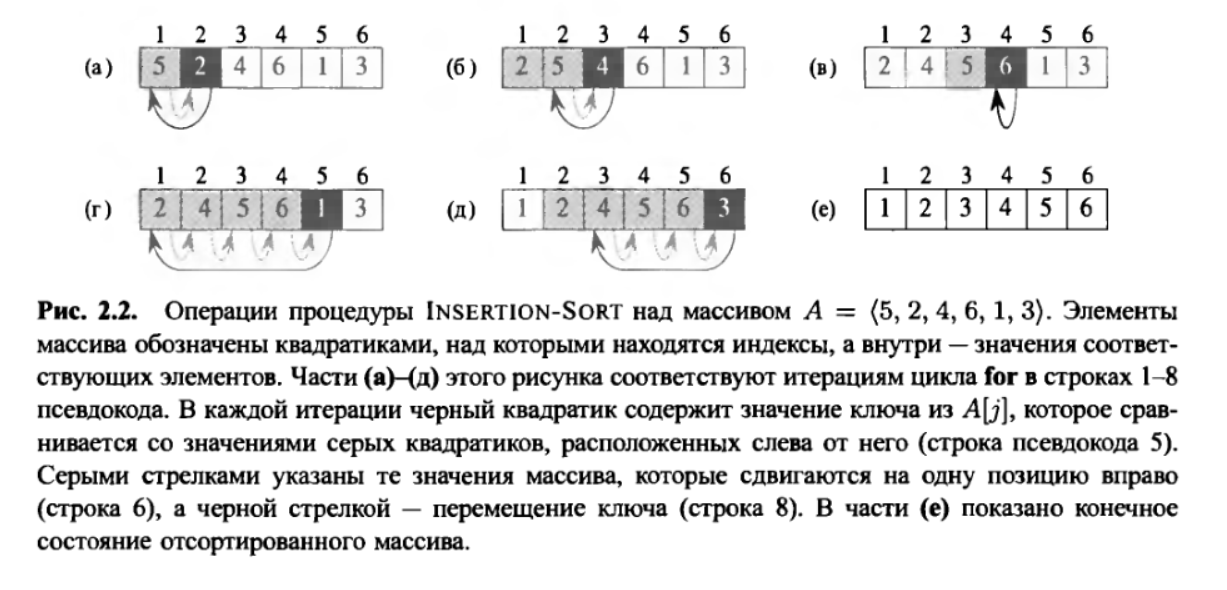 1 2 3 4 5 6 1 2 3 4 5 6 1 2 3 4 5 6
(а) 5 2 4 6 1 3 (б) 2 5 4 6 1 3 (в) 2 4 5 6 1 3
1 2 3 4 5 6 1 2 3 4 5 6 1 2 3 4 5 6
(г) 2 4 5 6 1 3 (д) 1 2 4 5 6 3 (е) 1 2 3 4 5 6
Рис. 2.2. Операции процедуры INSERTION-SORT над массивом A = ⟨5, 2, 4, 6, 1, 3⟩. Элементы
массива обозначены квадратиками, над которыми находятся индексы, а внутри — значения соответ-
ствующих элементов. Части (а)–(д) этого рисунка соответствуют итерациям цикла for в строках 1–8
псевдокода. В каждой итерации черный квадратик содержит значение ключа из A[j], которое срав-
нивается со значениями серых квадратиков, расположенных слева от него (строка псевдокода 5).
Серыми стрелками указаны те значения массива, которые сдвигаются на одну позицию вправо
(строка 6), а черной стрелкой — перемещение ключа (строка 8). В части (е) показано конечное
состояние отсортированного массива.